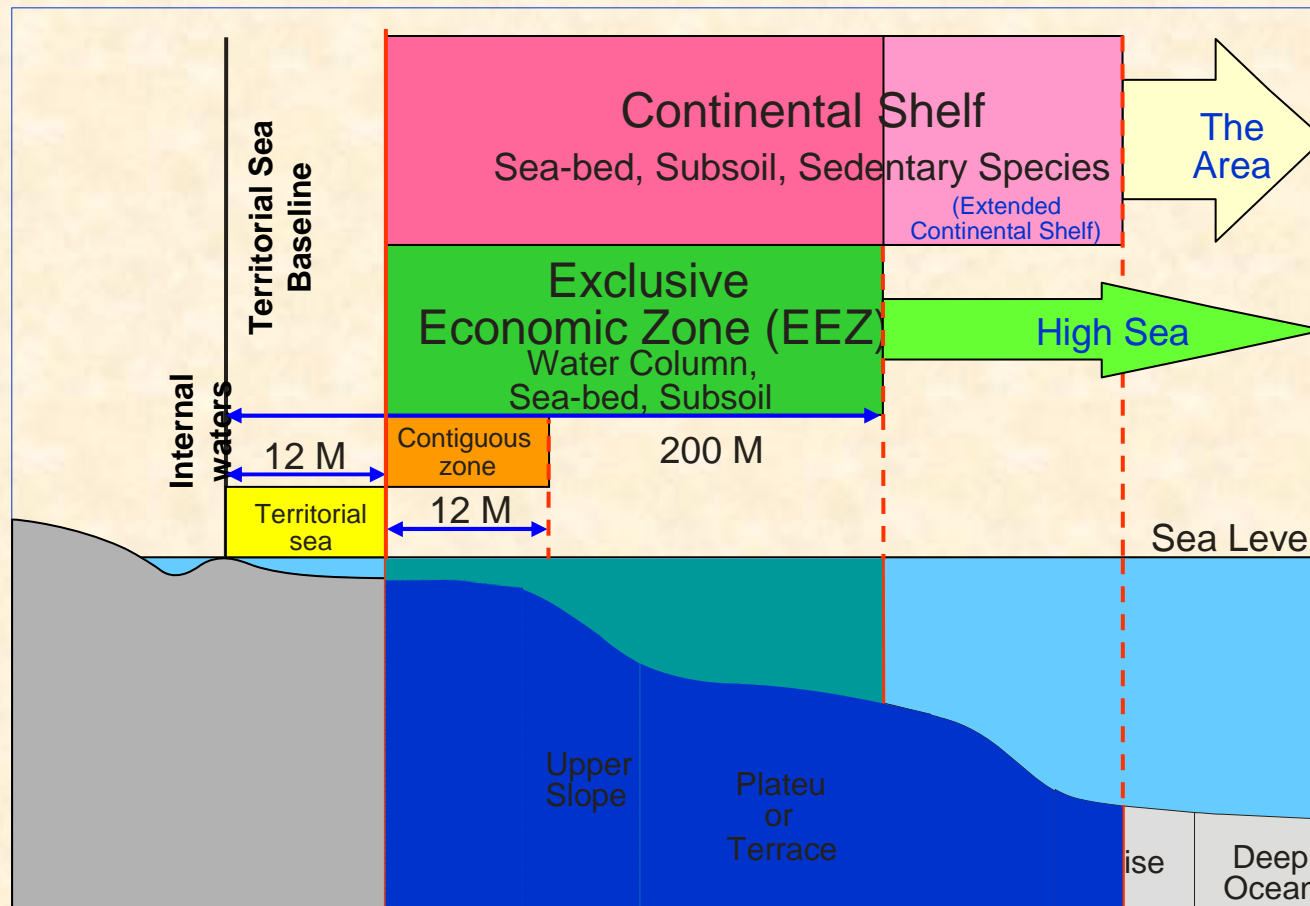 Continental Shelf
Sea-bed, Subsoil, Sedentary Species
(Extended
Continental Shelf)
The
Area
Territorial Sea
Baseline
Exclusive
Economic Zone (EEZ)
Water Column,
Sea-bed, Subsoil
High Sea
Internal
waters
12 M
Contiguous
zone
200 M
Territorial
sea
12 M
Sea Leve
Upper
Slope
Plateu
or
Terrace
ise
Deep
Ocean